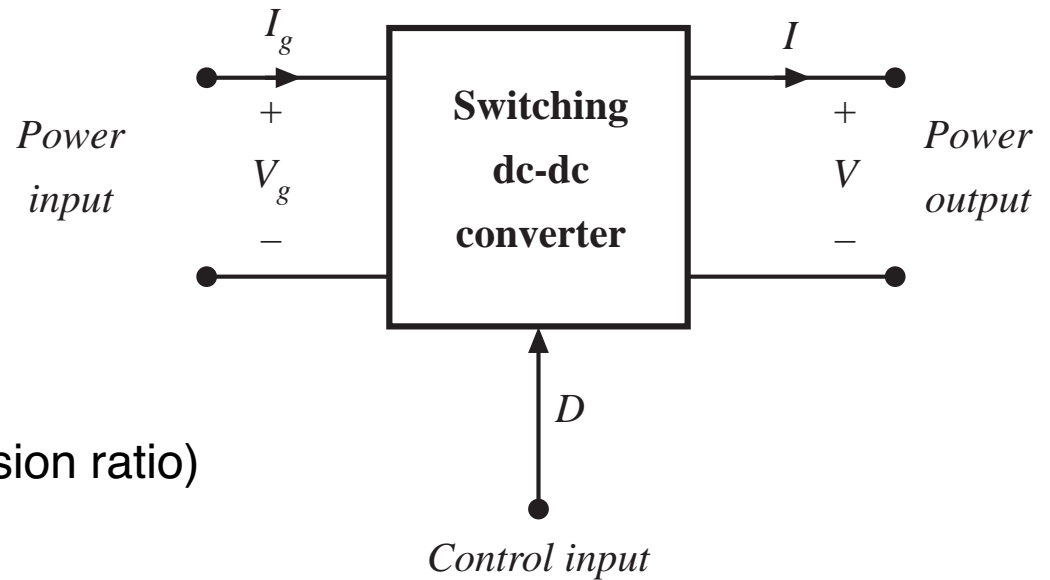 I_g
I
+
V_g
–
Power
input
Switching
dc-dc
converter
+
V
–
Power
output
D
sion ratio)
Control input